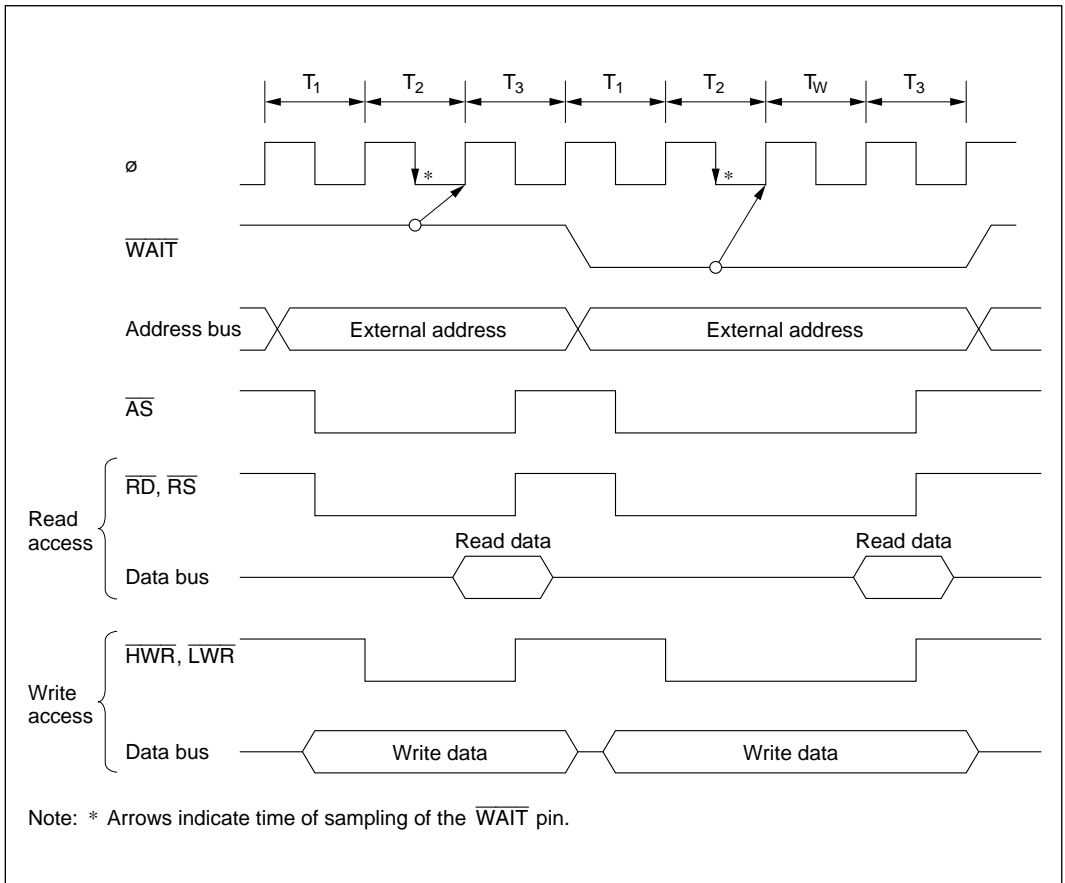 T1 T2 T3 T1 T2 TW T3
ø
* *
WAIT
Address bus External address External address
AS
RD, RS
Read access
Read data Read data
Data bus
HWR, LWR
Write access
Data bus Write data Write data
Note: * Arrows indicate time of sampling of the WAIT pin.